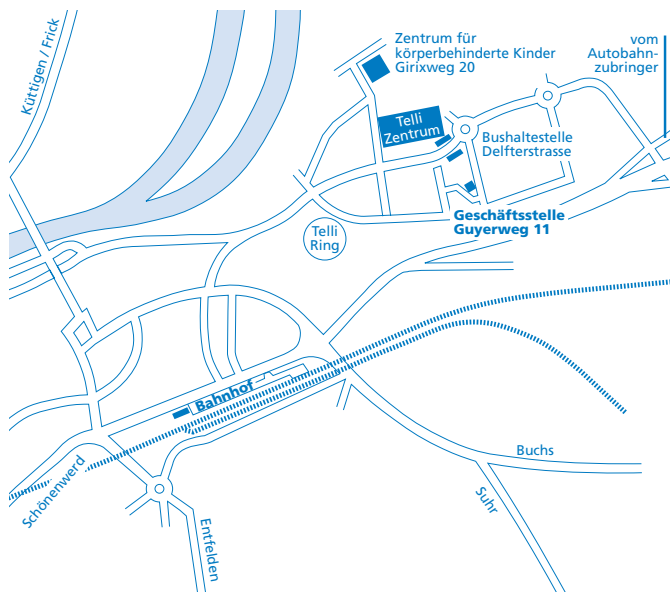 Küttigen / Frick
Zentrum für
körperbehinderte Kinder
Girixweg 20
vom
Autobahn-
zubringer
Telli
Zentrum
Bushaltestelle
Delfterstrasse
Geschäftsstelle
Guyerweg 11
Telli
Ring
Bahnhof
Schönenwerd
Entfelden
Buchs
Suhr